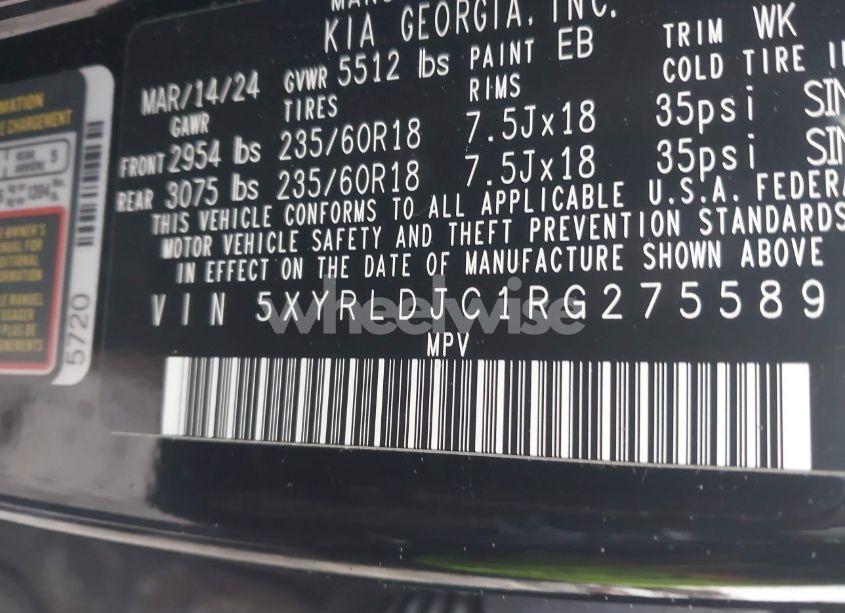 KIA GEORGIA, INC.
MAR/14/24 GVWR 5512 lbs PAINT EB TRIM WK
GAWR TIRES RIMS COLD TIRE
FRONT 2954 lbs 235/60R18 7.5Jx18 35psi SIN
REAR 3075 lbs 235/60R18 7.5Jx18 35psi SIN
THIS VEHICLE CONFORMS TO ALL APPLICABLE U.S.A. FEDERA
MOTOR VEHICLE SAFETY AND THEFT PREVENTION STANDARDS
IN EFFECT ON THE DATE OF MANUFACTURE SHOWN ABOVE
VIN 5XYRLDJC1RG275589
wheelwise
MPV
5720